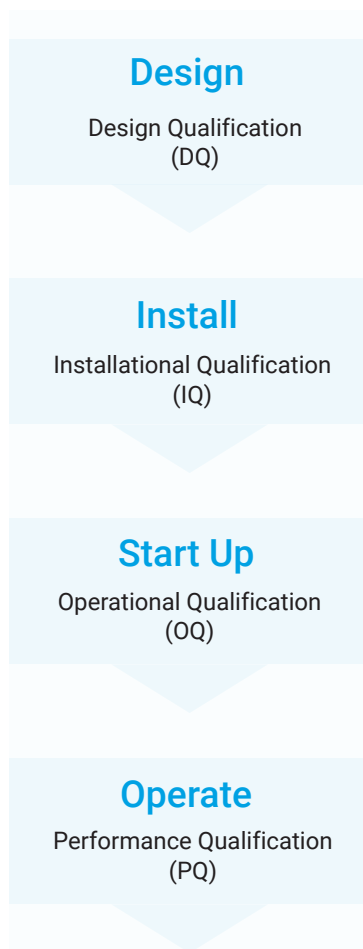 Design
Design Qualification
(DQ)
Install
Installational Qualification
(IQ)
Start Up
Operational Qualification
(OQ)
Operate
Performance Qualification
(PQ)